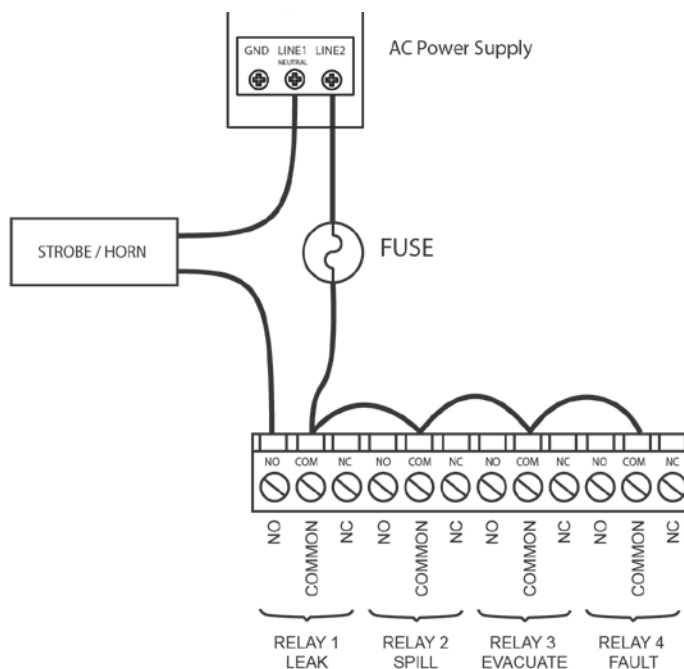 AC Power Supply
GND LINE1 LINE2
NEUTRAL
STROBE / HORN
FUSE
NO COM NC NO COM NC NO COM NC NO COM NC
NO COMMON NC NO COMMON NC NO COMMON NC NO COMMON NC
RELAY 1 RELAY 2 RELAY 3 RELAY 4
LEAK SPILL EVACUATE FAULT